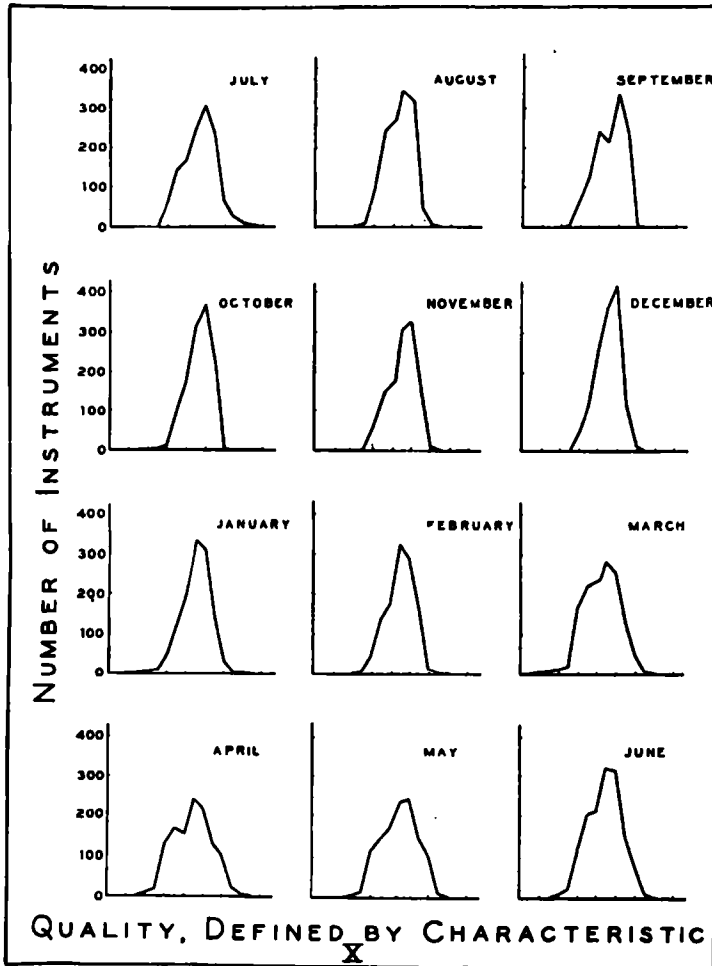 NUMBER OF INSTRUMENTS
400
300
200
100
0
JULY
AUGUST
SEPTEMBER
400
300
200
100
0
OCTOBER
NOVEMBER
DECEMBER
400
300
200
100
0
JANUARY
FEBRUARY
MARCH
400
300
200
100
0
APRIL
MAY
JUNE
QUALITY, DEFINED BY CHARACTERISTIC
X